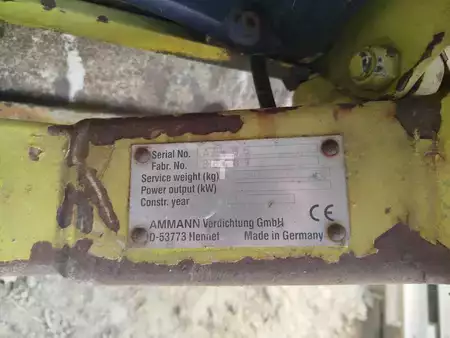 Serial No.
Fabr. No.
Service weight (kg)
Power output (kW)
Constr. year
AMMANN Verdichtung GmbH
D-53773 Hennef Made in Germany
CE